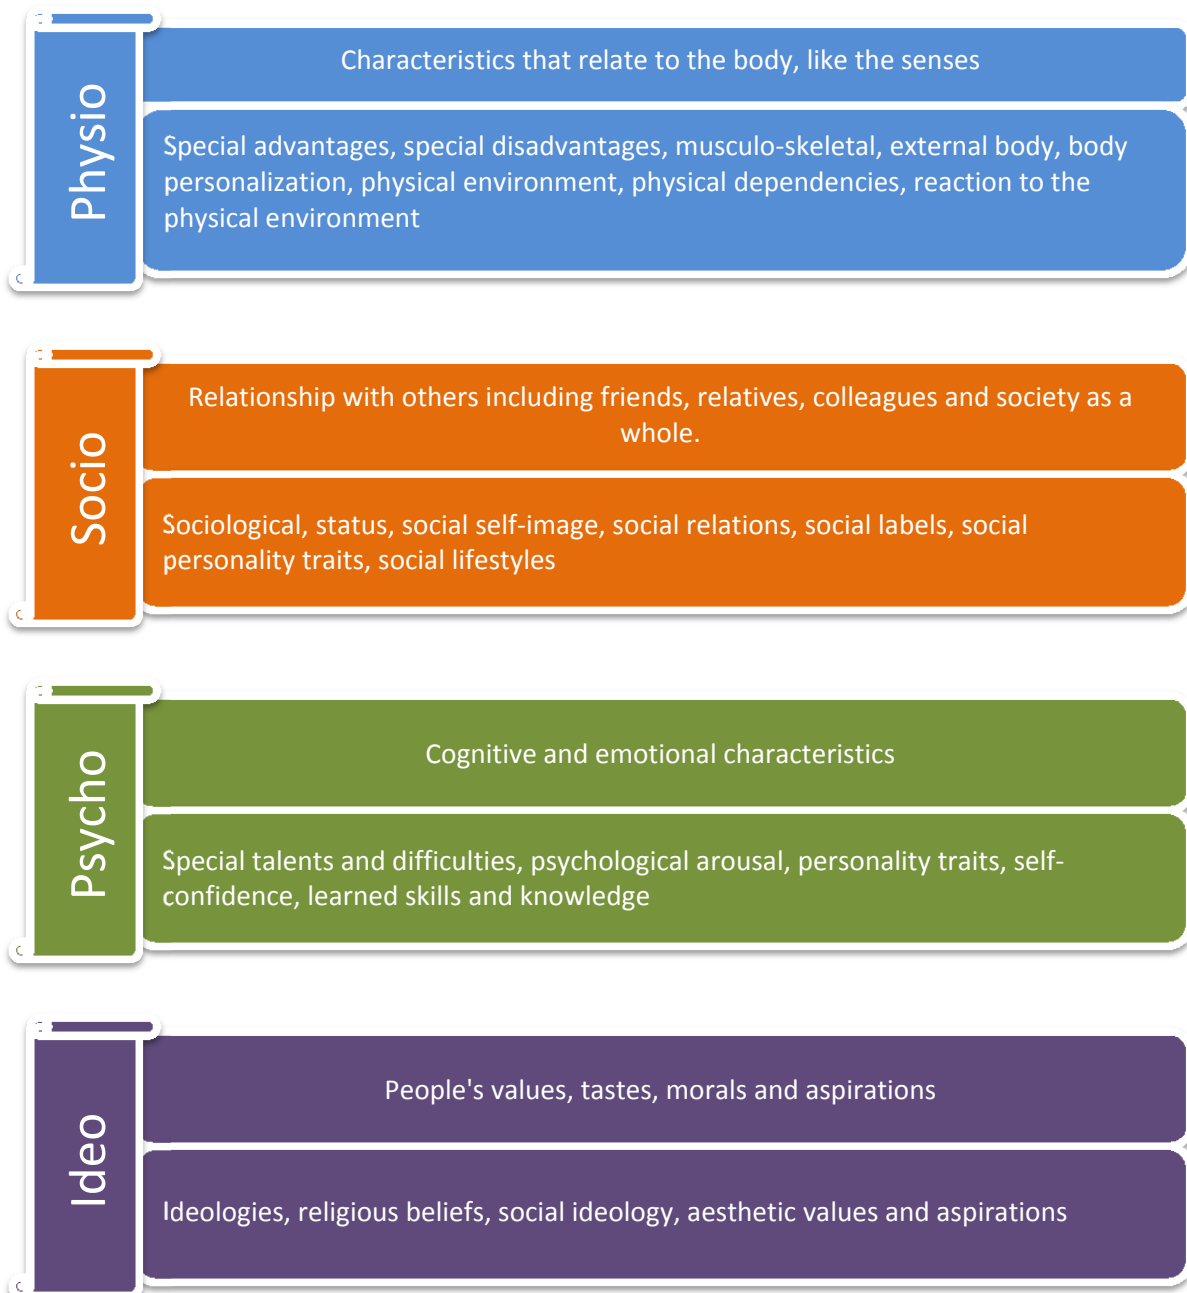 Physio
Characteristics that relate to the body, like the senses
Special advantages, special disadvantages, musculo-skeletal, external body, body
personalization, physical environment, physical dependencies, reaction to the
physical environment
Socio
Relationship with others including friends, relatives, colleagues and society as a
whole.
Sociological, status, social self-image, social relations, social labels, social
personality traits, social lifestyles
Psycho
Cognitive and emotional characteristics
Special talents and difficulties, psychological arousal, personality traits, self-
confidence, learned skills and knowledge
Ideo
People's values, tastes, morals and aspirations
Ideologies, religious beliefs, social ideology, aesthetic values and aspirations